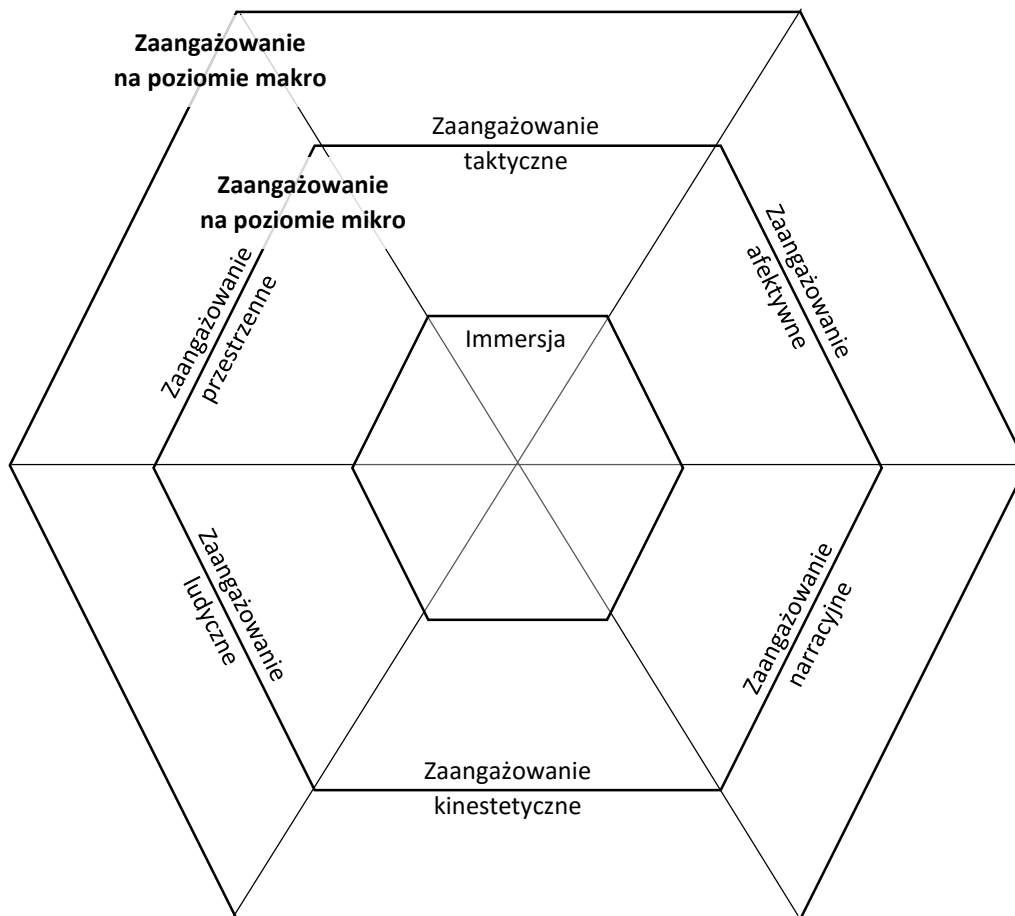 Zaangażowanie
na poziomie makro
Zaangażowanie
taktyczne
Zaangażowanie
na poziomie mikro
Zaangażowanie
przestrzenne
Zaangażowanie
afektywne
Immersja
Zaangażowanie
ludyczne
Zaangażowanie
narracyjne
Zaangażowanie
kinestetyczne